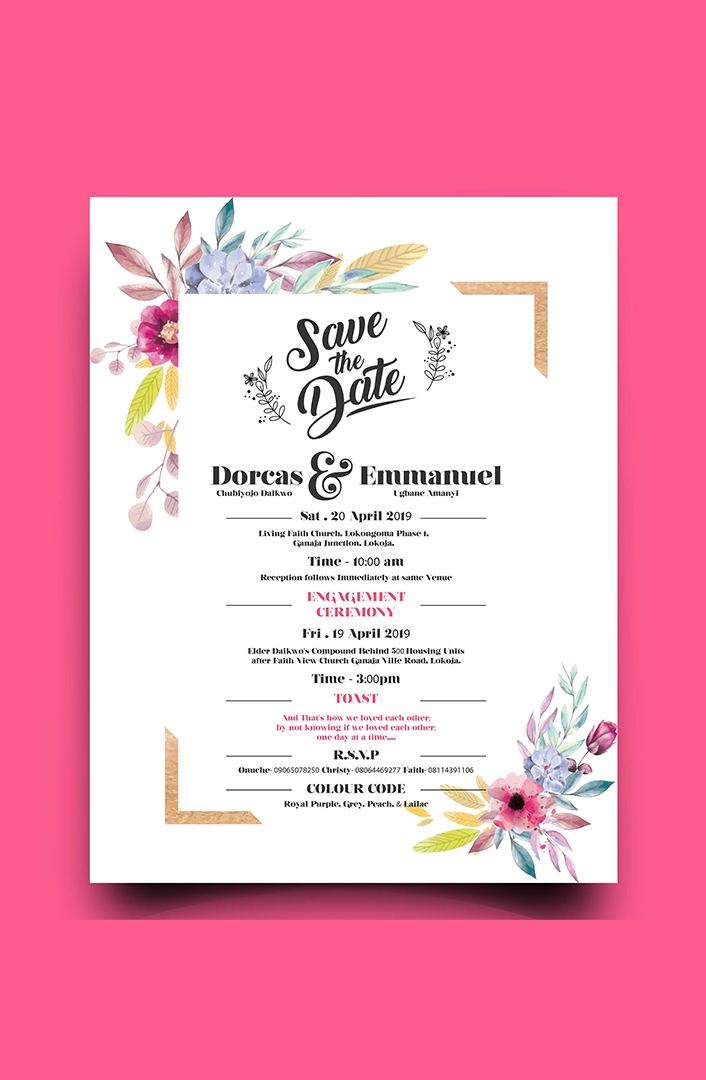 Save
the
Date
Dorcas & Emmanuel
Chubiyojo Daikwo Ugbane Amanyi
Sat . 20 April 2019
Living Faith Church, Lokongoma Phase 1,
Ganaja Junction, Lokoja.
Time - 10:00 am
Reception follows Immediately at same Venue
ENGAGEMENT
CEREMONY
Fri . 19 April 2019
Elder Daikwo's Compound Behind 500 Housing Units
after Faith View Church Ganaja Ville Road, Lokoja.
Time - 3:00pm
TOAST
And That's how we loved each other;
by not knowing if we loved each other;
one day at a time....
R.S.V.P
Onuche- 09065078250 Christy- 08064469277 Faith- 08114391106
COLOUR CODE
Royal Purple, Grey, Peach, & Lailac